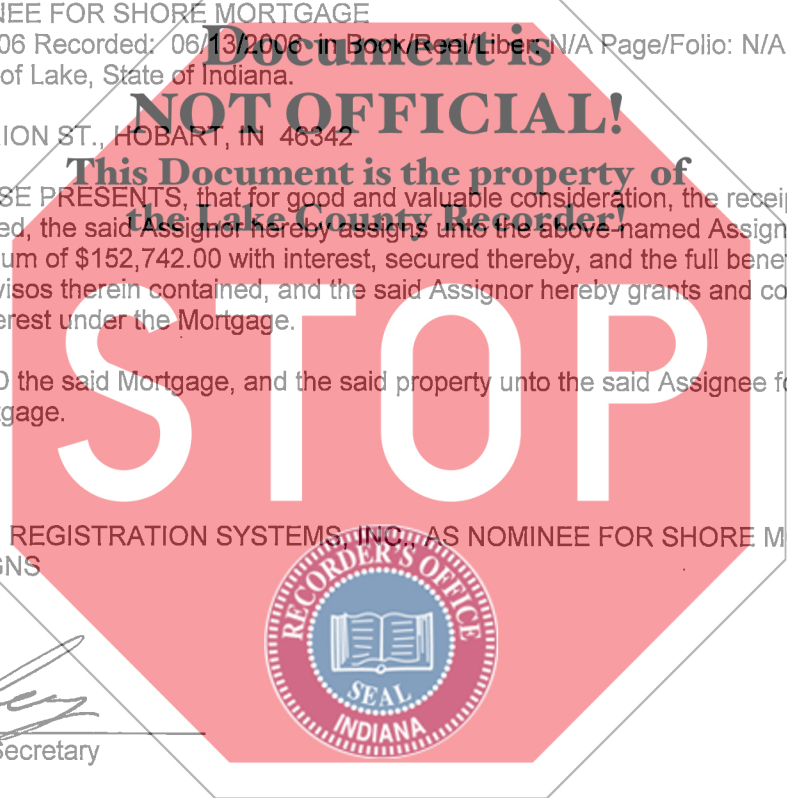 NEE FOR SHORE MORTGAGE
Document is
06 Recorded: 06/13/2006 in Book/Reel/Liber: N/A Page/Folio: N/A
of Lake, State of Indiana.
NOT OFFICIAL!
ION ST., HOBART, IN 46342
This Document is the property of
SE PRESENTS, that for good and valuable consideration, the recei
the Lake County Recorder!
ed, the said Assignor hereby assigns unto the above-named Assign
um of $152,742.00 with interest, secured thereby, and the full bene
visos therein contained, and the said Assignor hereby grants and co
erest under the Mortgage.
STOP
the said Mortgage, and the said property unto the said Assignee fo
gage.
REGISTRATION SYSTEMS, INC., AS NOMINEE FOR SHORE M
GNS
RECORDER'S OFFICE
SEAL
INDIANA
Secretary